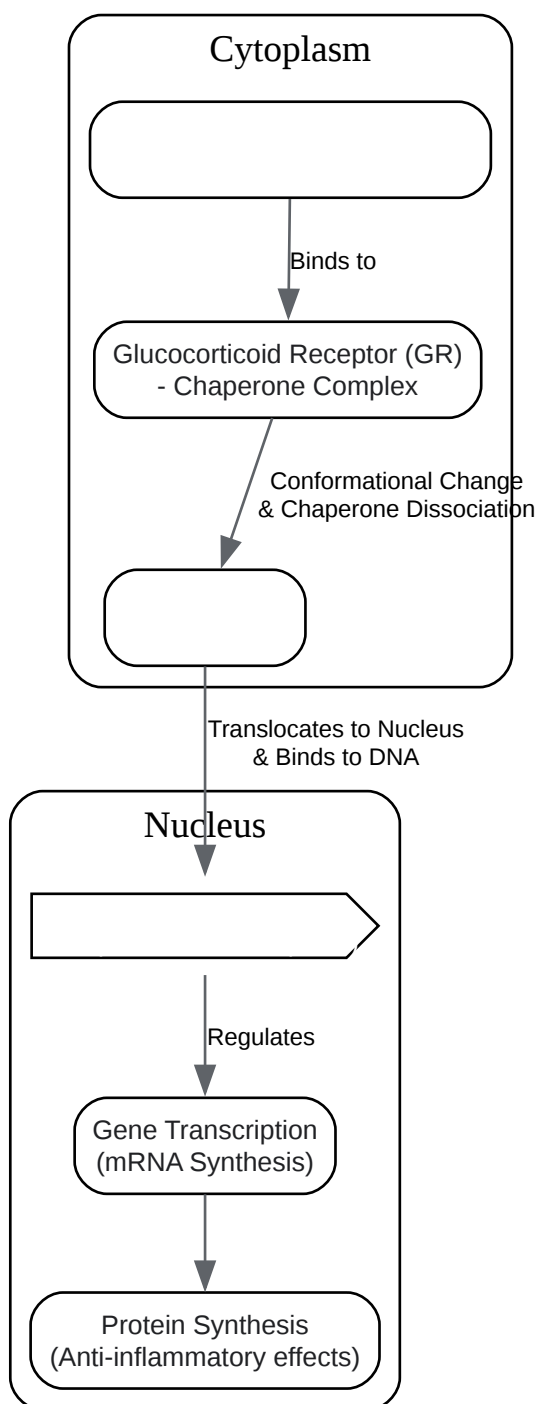 Cytoplasm
Binds to
Glucocorticoid Receptor (GR)
- Chaperone Complex
Conformational Change
& Chaperone Dissociation
Translocates to Nucleus
& Binds to DNA
Nucleus
Regulates
Gene Transcription
(mRNA Synthesis)
Protein Synthesis
(Anti-inflammatory effects)